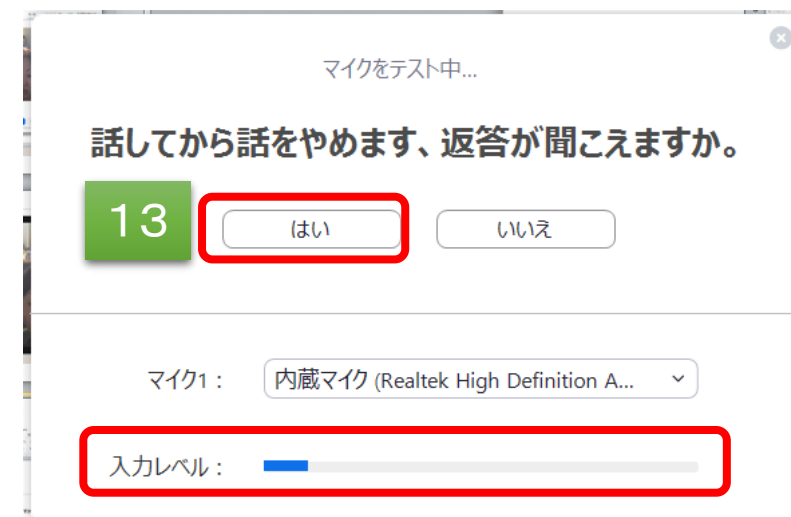 マイクをテスト中...
話してから話をやめます、返答が聞こえますか。
13 はい いいえ
マイク1： 内蔵マイク (Realtek High Definition A...
入力レベル：